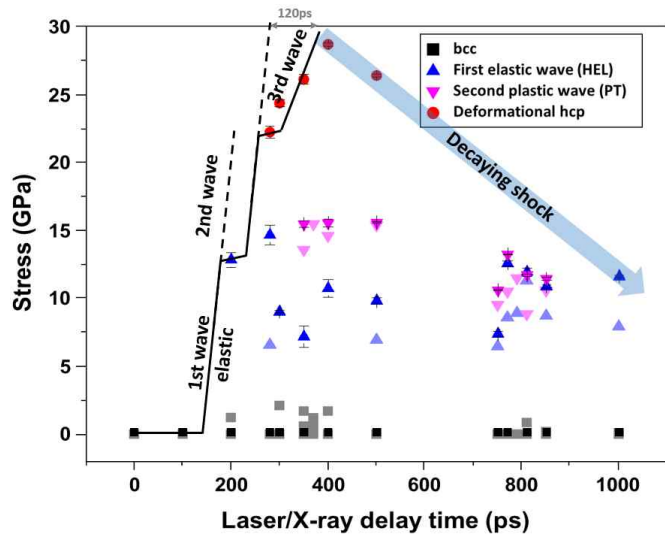 120ps
30
25
20
15
10
5
0
Stress (GPa)
1st wave
elastic
2nd wave
3rd wave
bcc
First elastic wave (HEL)
Second plastic wave (PT)
Deformational hcp
Decaying shock
0 200 400 600 800 1000
Laser/X-ray delay time (ps)